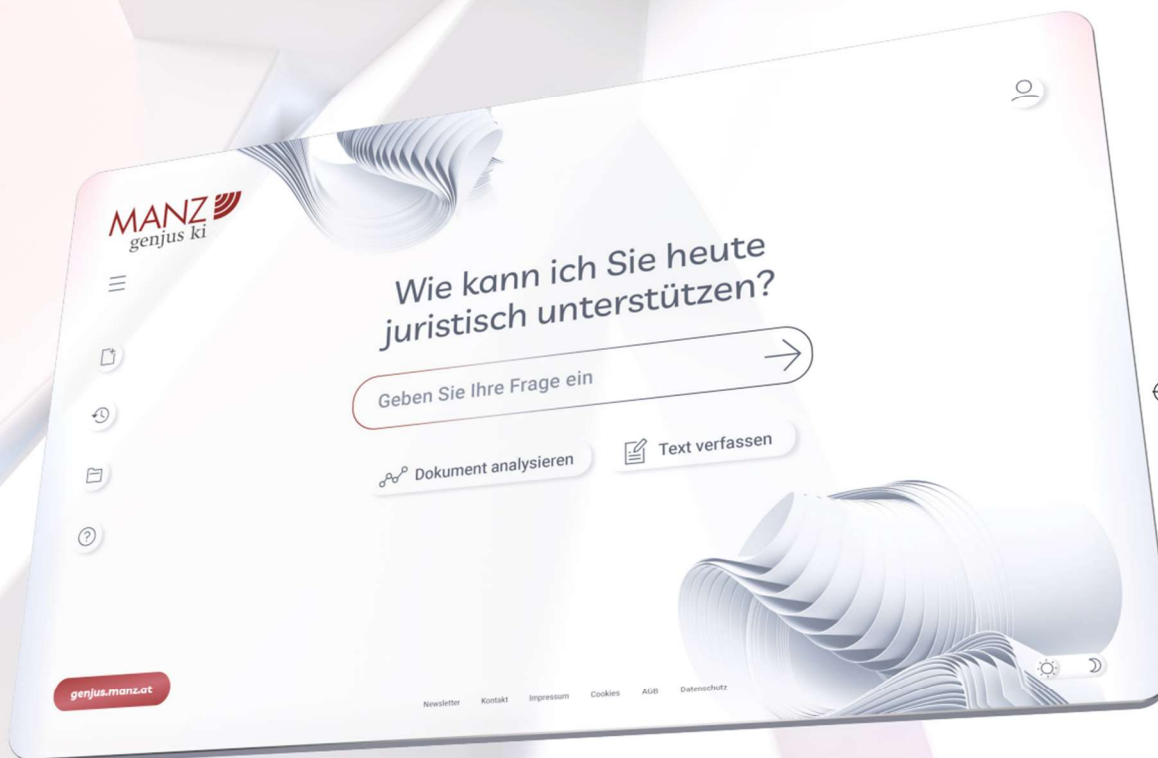 MANZ
genjus ki
Wie kann ich Sie heute
juristisch unterstützen?
Geben Sie Ihre Frage ein
Dokument analysieren
Text verfassen
genjus.manz.at
Newsletter Kontakt Impressum Cookies AGB Datenschutz